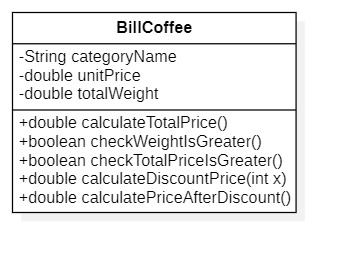 BillCoffee
-String categoryName
-double unitPrice
-double totalWeight
+double calculateTotalPrice()
+boolean checkWeightIsGreater()
+boolean checkTotalPriceIsGreater()
+double calculateDiscountPrice(int x)
+double calculatePriceAfterDiscount()